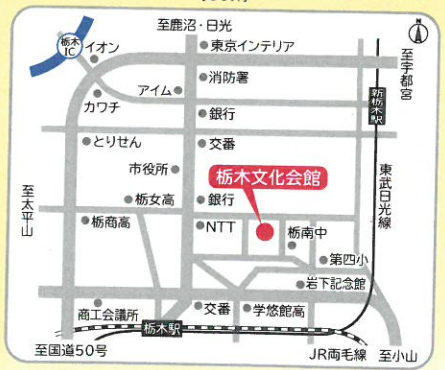 至鹿沼・日光
栃木
IC
イオン
東京インテリア
至宇都宮
消防署
カワチ
アイム
銀行
新栃木駅
とりせん
交番
市役所
栃木文化会館
東武日光線
至太平山
栃女高
銀行
栃商高
NTT
栃南中
第四小
岩下記念館
商工会議所
交番
学悠館高
栃木駅
至国道50号
JR両毛線
至小山